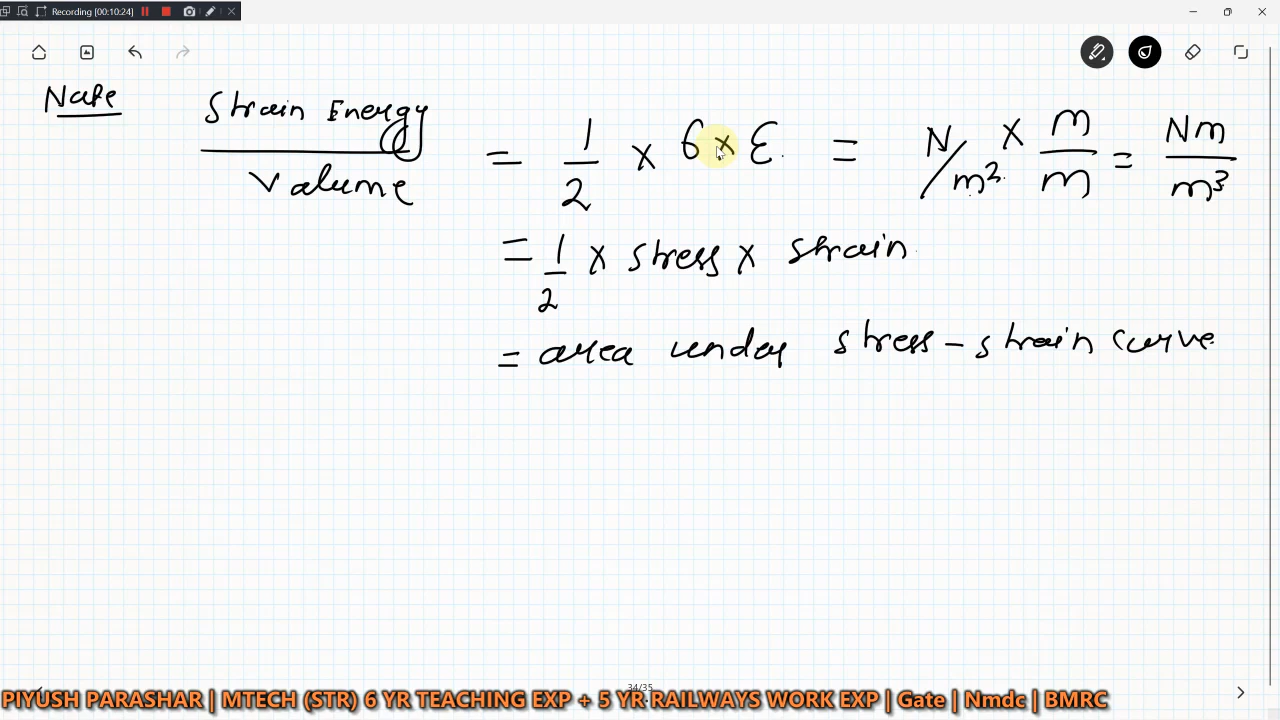 Recording [00:10:24]
Note
Strain Energy / Volume = 1/2 × σ × ε = N/m² × m/m = Nm/m³
= 1/2 × stress × strain
= area under stress - strain curve
34/35
PIYUSH PARASHAR | MTECH (STR) 6 YR TEACHING EXP + 5 YR RAILWAYS WORK EXP | Gate | Nmdc | BMRC